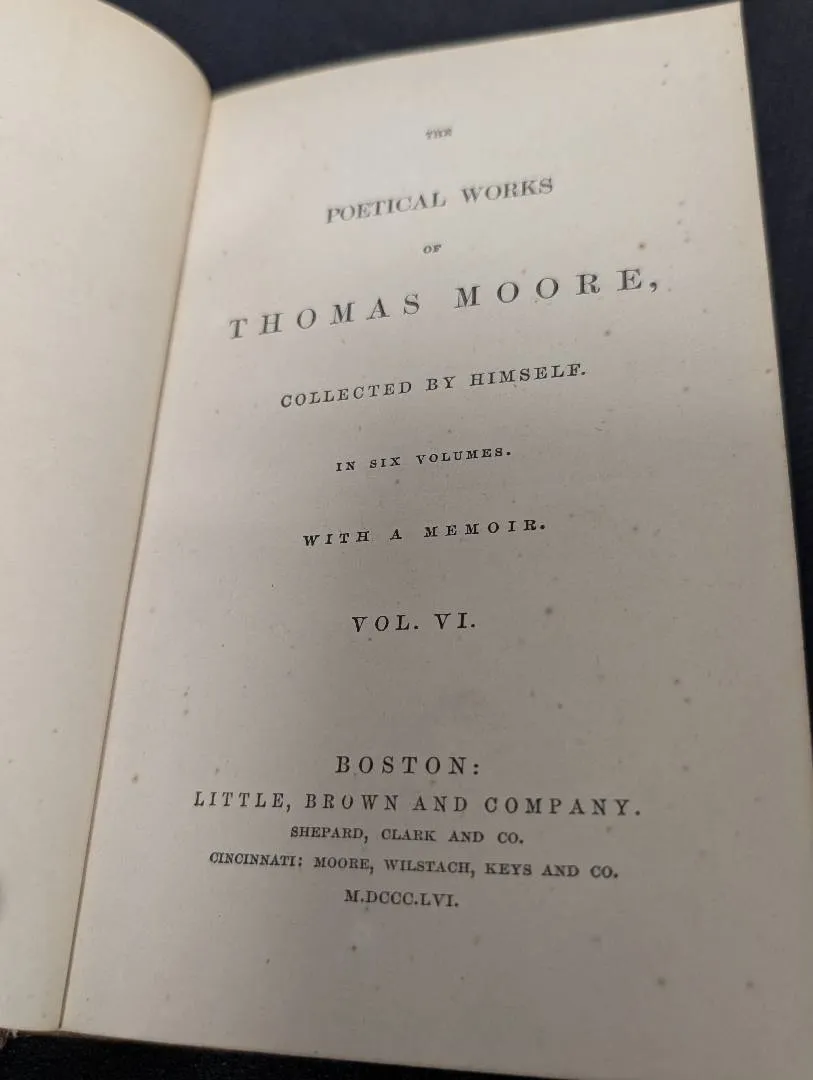 THE
POETICAL WORKS
OF
THOMAS MOORE,
COLLECTED BY HIMSELF.
IN SIX VOLUMES.
WITH A MEMOIR.
VOL. VI.
BOSTON:
LITTLE, BROWN AND COMPANY.
SHEPARD, CLARK AND CO.
CINCINNATI: MOORE, WILSTACH, KEYS AND CO.
M.DCCC.LVI.